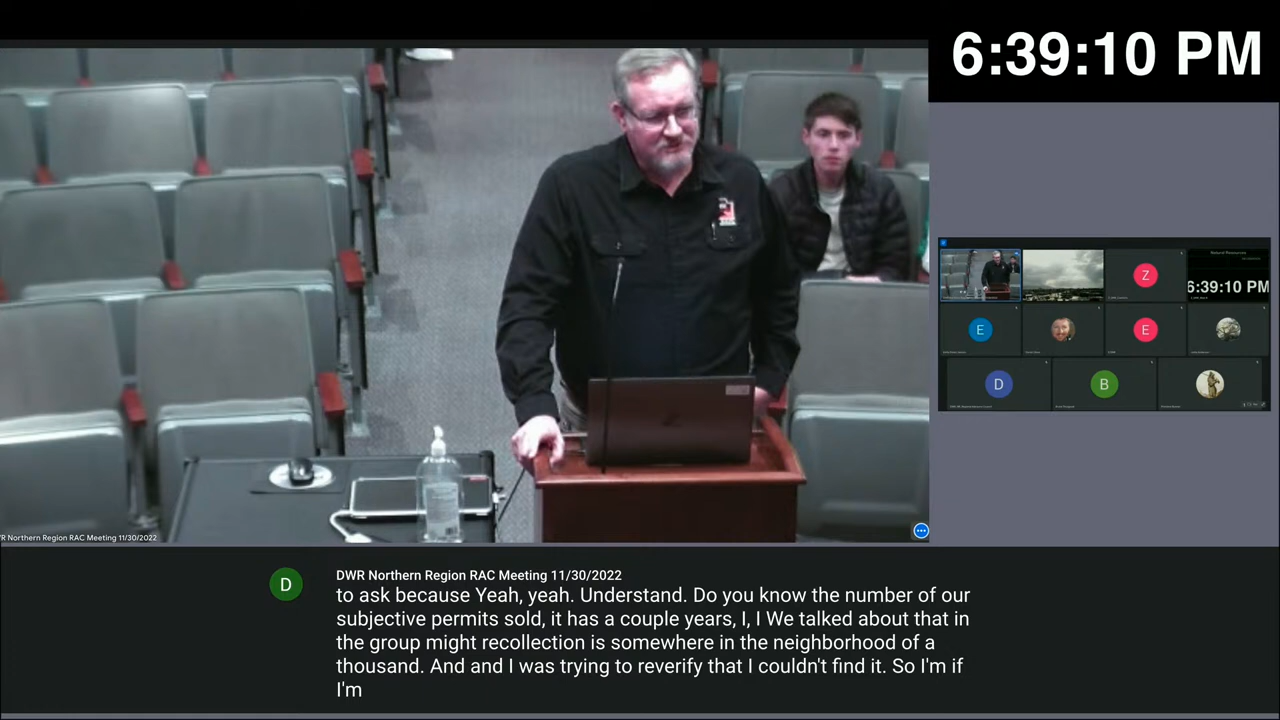 6:39:10 PM
Natural Resources
6:39:10 PM
Z
E
E
D
B
R Northern Region RAC Meeting 11/30/2022
D
DWR Northern Region RAC Meeting 11/30/2022
to ask because Yeah, yeah. Understand. Do you know the number of our
subjective permits sold, it has a couple years, I, I We talked about that in
the group might recollection is somewhere in the neighborhood of a
thousand. And and I was trying to reverify that I couldn't find it. So I'm if
I'm